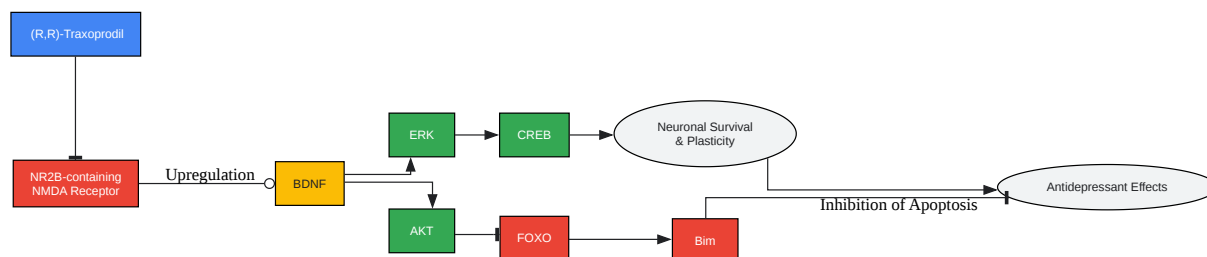 (R,R)-Traxoprodil
NR2B-containing
NMDA Receptor
Upregulation
BDNF
ERK
CREB
Neuronal Survival
& Plasticity
AKT
FOXO
Bim
Inhibition of Apoptosis
Antidepressant Effects